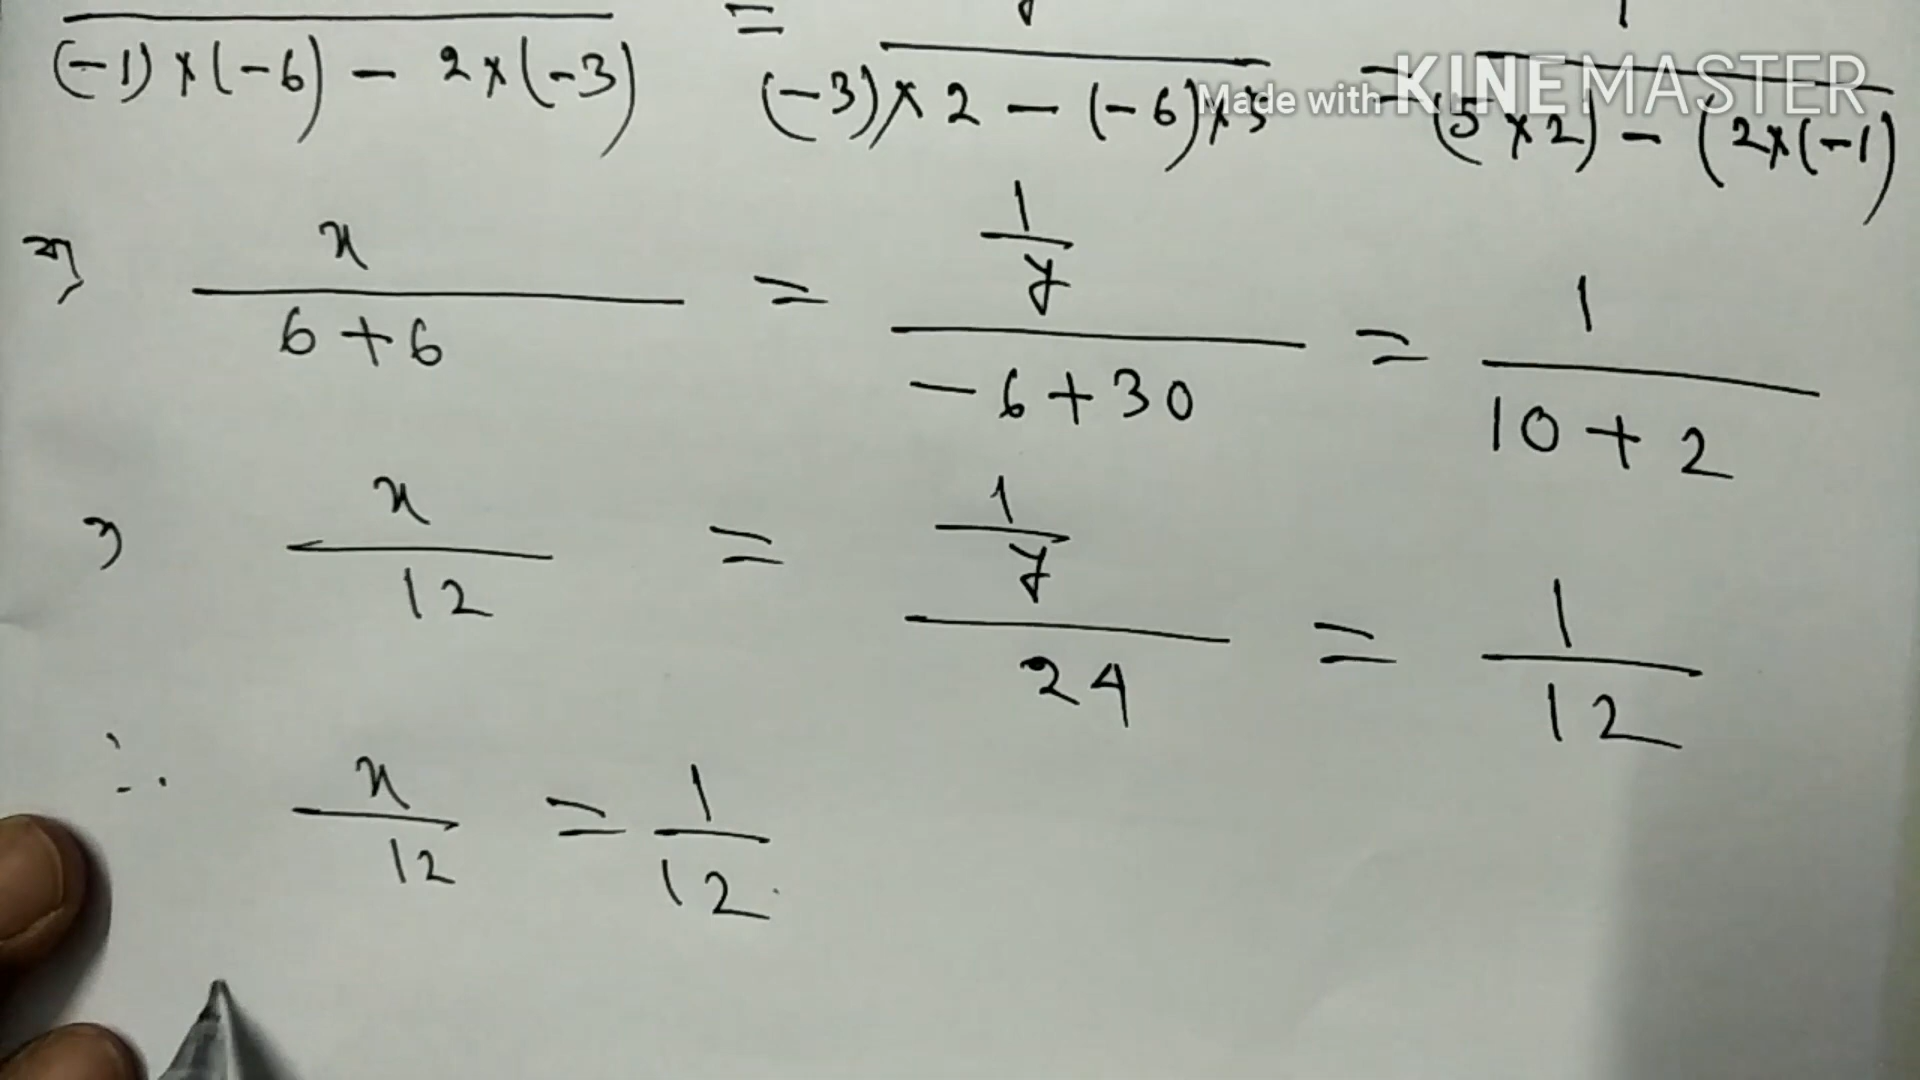 (-1) × (-6) - 2 × (-3) = (-3) × 2 - (-6) × 5 = (5 × 2) - (2 × (-1)
Made with KINEMASTER
⇒ x / 6 + 6 = 1/y / - 6 + 30 = 1 / 10 + 2
⇒ x / 12 = 1/y / 24 = 1 / 12
∴ x / 12 = 1 / 12